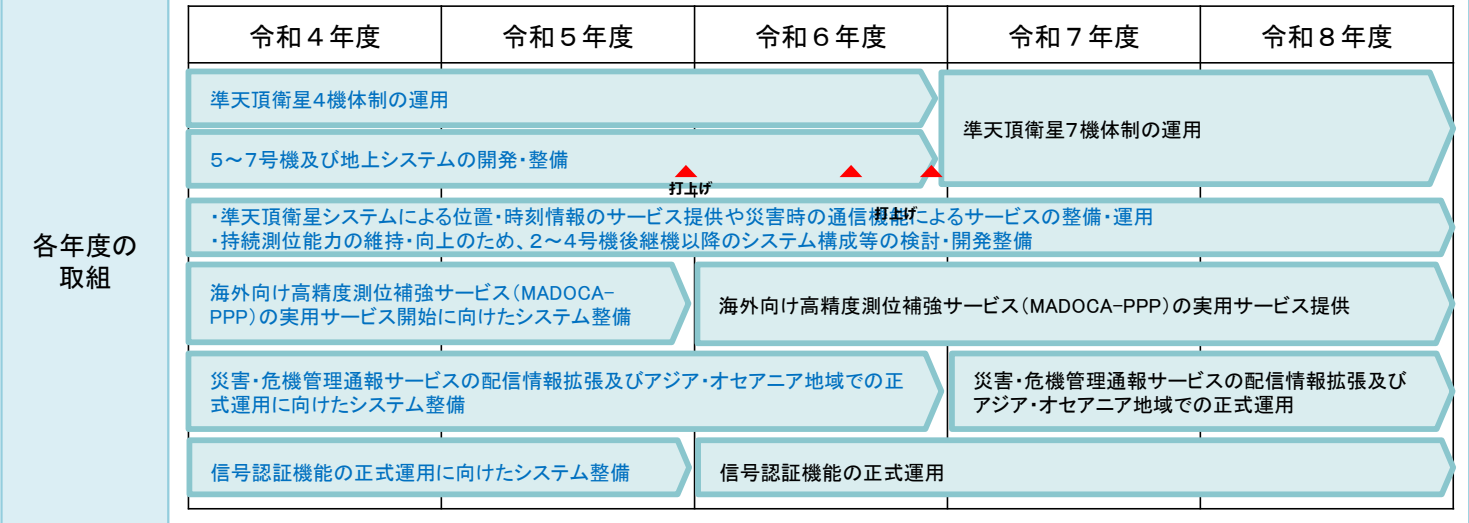 各年度の
取組
令和４年度
令和５年度
令和６年度
令和７年度
令和８年度
準天頂衛星４機体制の運用
準天頂衛星７機体制の運用
５～７号機及び地上システムの開発・整備
打上げ
打上げ
・準天頂衛星システムによる位置・時刻情報のサービス提供や災害時の通信機能によるサービスの整備・運用
・持続測位能力の維持・向上のため、２～４号機後継機以降のシステム構成等の検討・開発整備
海外向け高精度測位補強サービス（MADOCA-
PPP）の実用サービス開始に向けたシステム整備
海外向け高精度測位補強サービス（MADOCA-PPP）の実用サービス提供
災害・危機管理通報サービスの配信情報拡張及びアジア・オセアニア地域での正
式運用に向けたシステム整備
災害・危機管理通報サービスの配信情報拡張及び
アジア・オセアニア地域での正式運用
信号認証機能の正式運用に向けたシステム整備
信号認証機能の正式運用